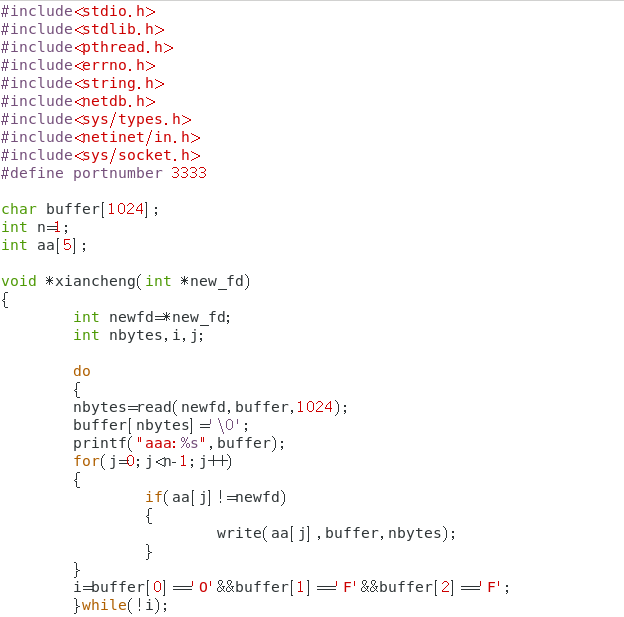 #include<stdio.h>
#include<stdlib.h>
#include<pthread.h>
#include<errno.h>
#include<string.h>
#include<netdb.h>
#include<sys/types.h>
#include<netinet/in.h>
#include<sys/socket.h>
#define portnumber 3333
char buffer[1024];
int n=1;
int aa[5];
void *xiancheng(int *new_fd)
{
int newfd=*new_fd;
int nbytes,i,j;
do
{
nbytes=read(newfd,buffer,1024);
buffer[nbytes]='\0';
printf("aaa:%s",buffer);
for(j=0;j<n-1;j++)
{
if(aa[j]!=newfd)
{
write(aa[j],buffer,nbytes);
}
}
i=buffer[0]=='O'&&buffer[1]=='F'&&buffer[2]=='F';
}while(!i);